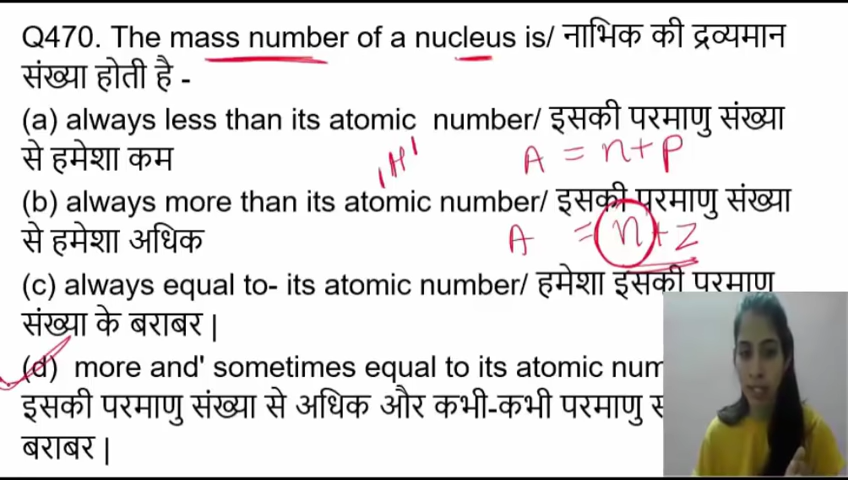 Q470. The mass number of a nucleus is/ नाभिक की द्रव्यमान
संख्या होती है -
(a) always less than its atomic number/ इसकी परमाणु संख्या
से हमेशा कम
A = n+p
₁H¹
(b) always more than its atomic number/ इसकी परमाणु संख्या
से हमेशा अधिक
A = n+z
(c) always equal to- its atomic number/ हमेशा इसकी परमाणु
संख्या के बराबर |
(d) more and' sometimes equal to its atomic
इसकी परमाणु संख्या से अधिक और कभी-कभी परमाणु
बराबर |